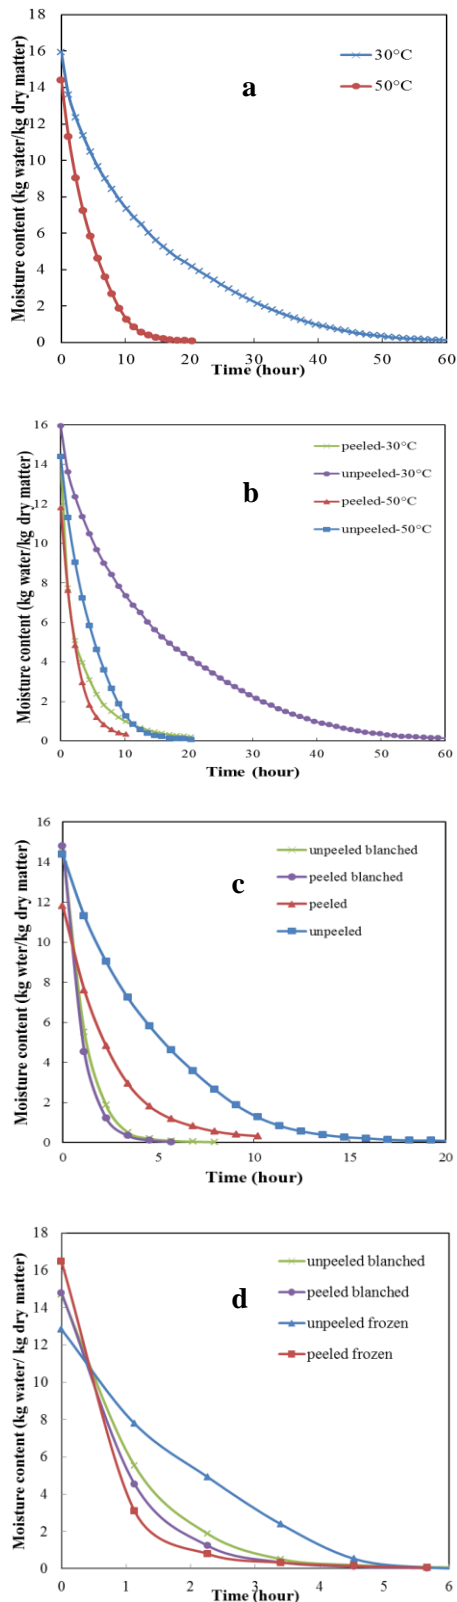 18
16
14
12
10
8
6
4
2
0
0 10 20 30 40 50 60
Moisture content (kg water/kg dry matter)
Time (hour)
a
30°C
50°C
16
14
12
10
8
6
4
2
0
0 10 20 30 40 50 60
Moisture content (kg water/kg dry matter)
Time (hour)
b
peeled-30°C
unpeeled-30°C
peeled-50°C
unpeeled-50°C
16
14
12
10
8
6
4
2
0
0 5 10 15 20
Moisture content (kg wter/kg dry matter)
Time (hour)
c
unpeeled blanched
peeled blanched
peeled
unpeeled
18
16
14
12
10
8
6
4
2
0
0 1 2 3 4 5 6
Moisture content (kg water/ kg dry matter)
Time (hour)
d
unpeeled blanched
peeled blanched
unpeeled frozen
peeled frozen